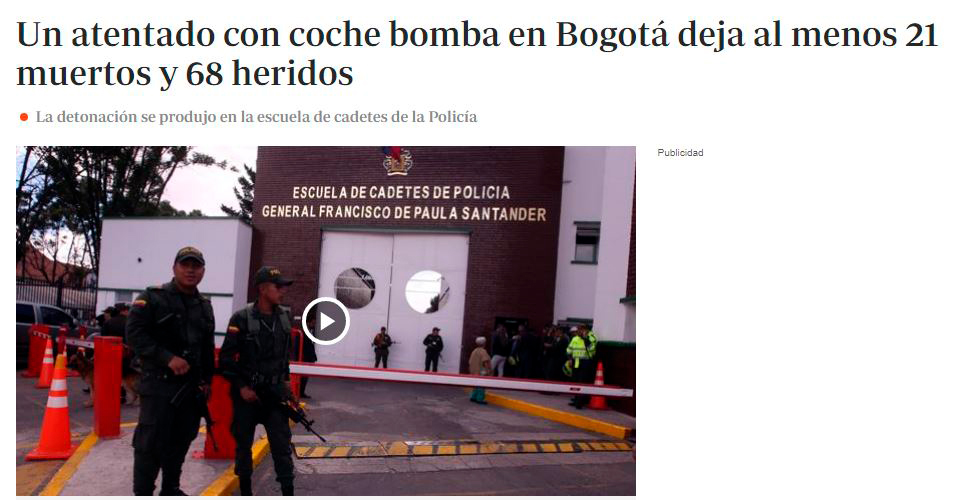 Un atentado con coche bomba en Bogotá deja al menos 21
muertos y 68 heridos
La detonación se produjo en la escuela de cadetes de la Policía
Publicidad
ESCUELA DE CADETES DE POLICIA
GENERAL FRANCISCO DE PAULA SANTANDER